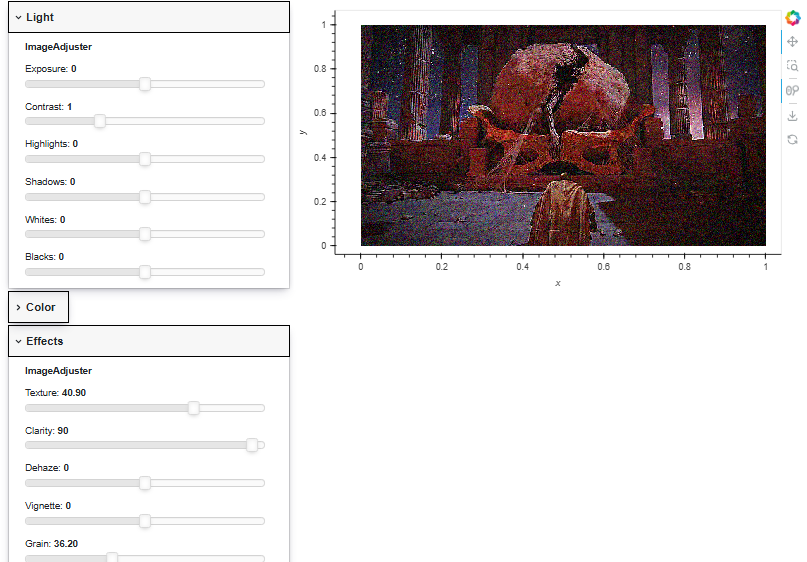 Light
ImageAdjuster
Exposure: 0
Contrast: 1
Highlights: 0
Shadows: 0
Whites: 0
Blacks: 0
Color
Effects
ImageAdjuster
Texture: 40.90
Clarity: 90
Dehaze: 0
Vignette: 0
Grain: 36.20
1
0.8
0.6
0.4
0.2
0
y
0
0.2
0.4
0.6
0.8
1
x